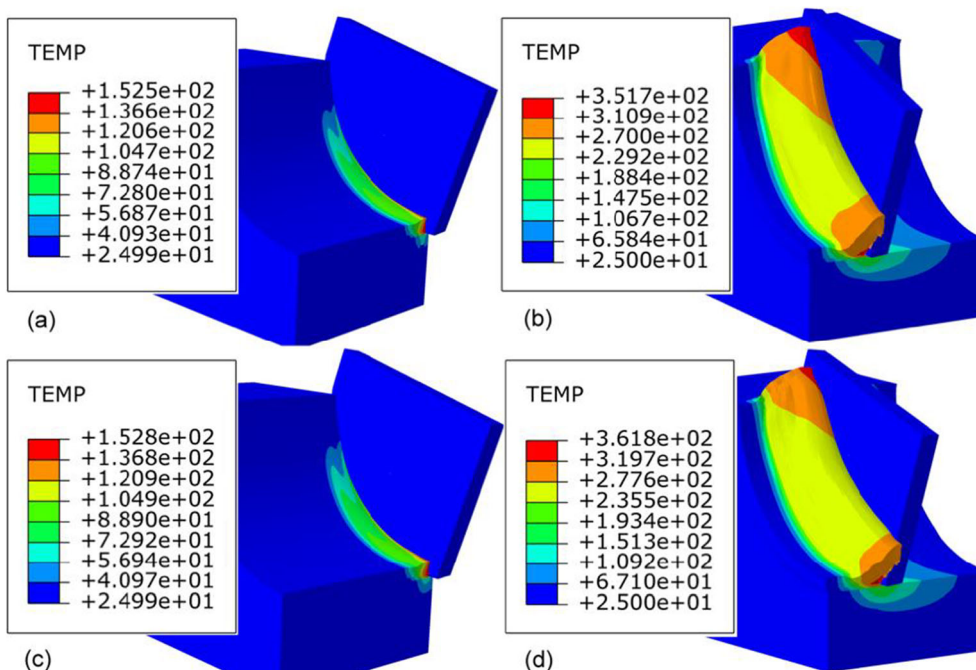 TEMP
+1.525e+02
+1.366e+02
+1.206e+02
+1.047e+02
+8.874e+01
+7.280e+01
+5.687e+01
+4.093e+01
+2.499e+01
(a)
TEMP
+3.517e+02
+3.109e+02
+2.700e+02
+2.292e+02
+1.884e+02
+1.475e+02
+1.067e+02
+6.584e+01
+2.500e+01
(b)
TEMP
+1.528e+02
+1.368e+02
+1.209e+02
+1.049e+02
+8.890e+01
+7.292e+01
+5.694e+01
+4.097e+01
+2.499e+01
(c)
TEMP
+3.618e+02
+3.197e+02
+2.776e+02
+2.355e+02
+1.934e+02
+1.513e+02
+1.092e+02
+6.710e+01
+2.500e+01
(d)